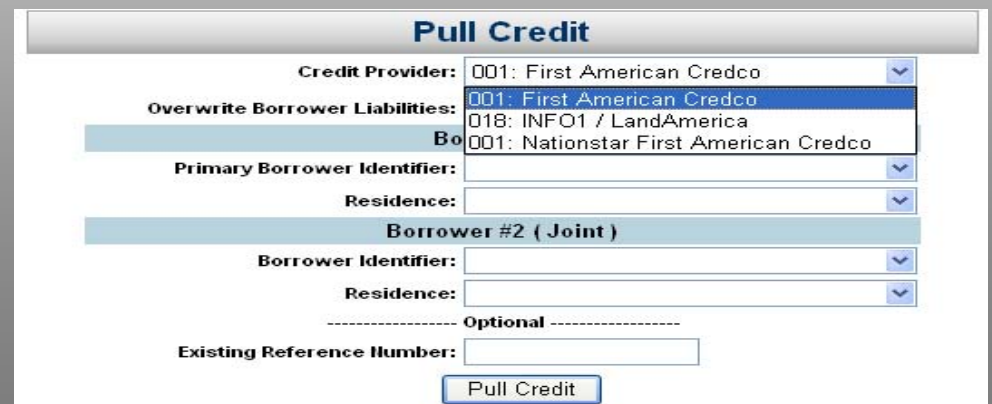 Pull Credit
Credit Provider: 001: First American Credco
001: First American Credco
Overwrite Borrower Liabilities:
018: INFO1 / LandAmerica
Bo
001: Nationstar First American Credco
Primary Borrower Identifier:
Residence:
Borrower #2 ( Joint )
Borrower Identifier:
Residence:
------------------ Optional ------------------
Existing Reference Number:
Pull Credit